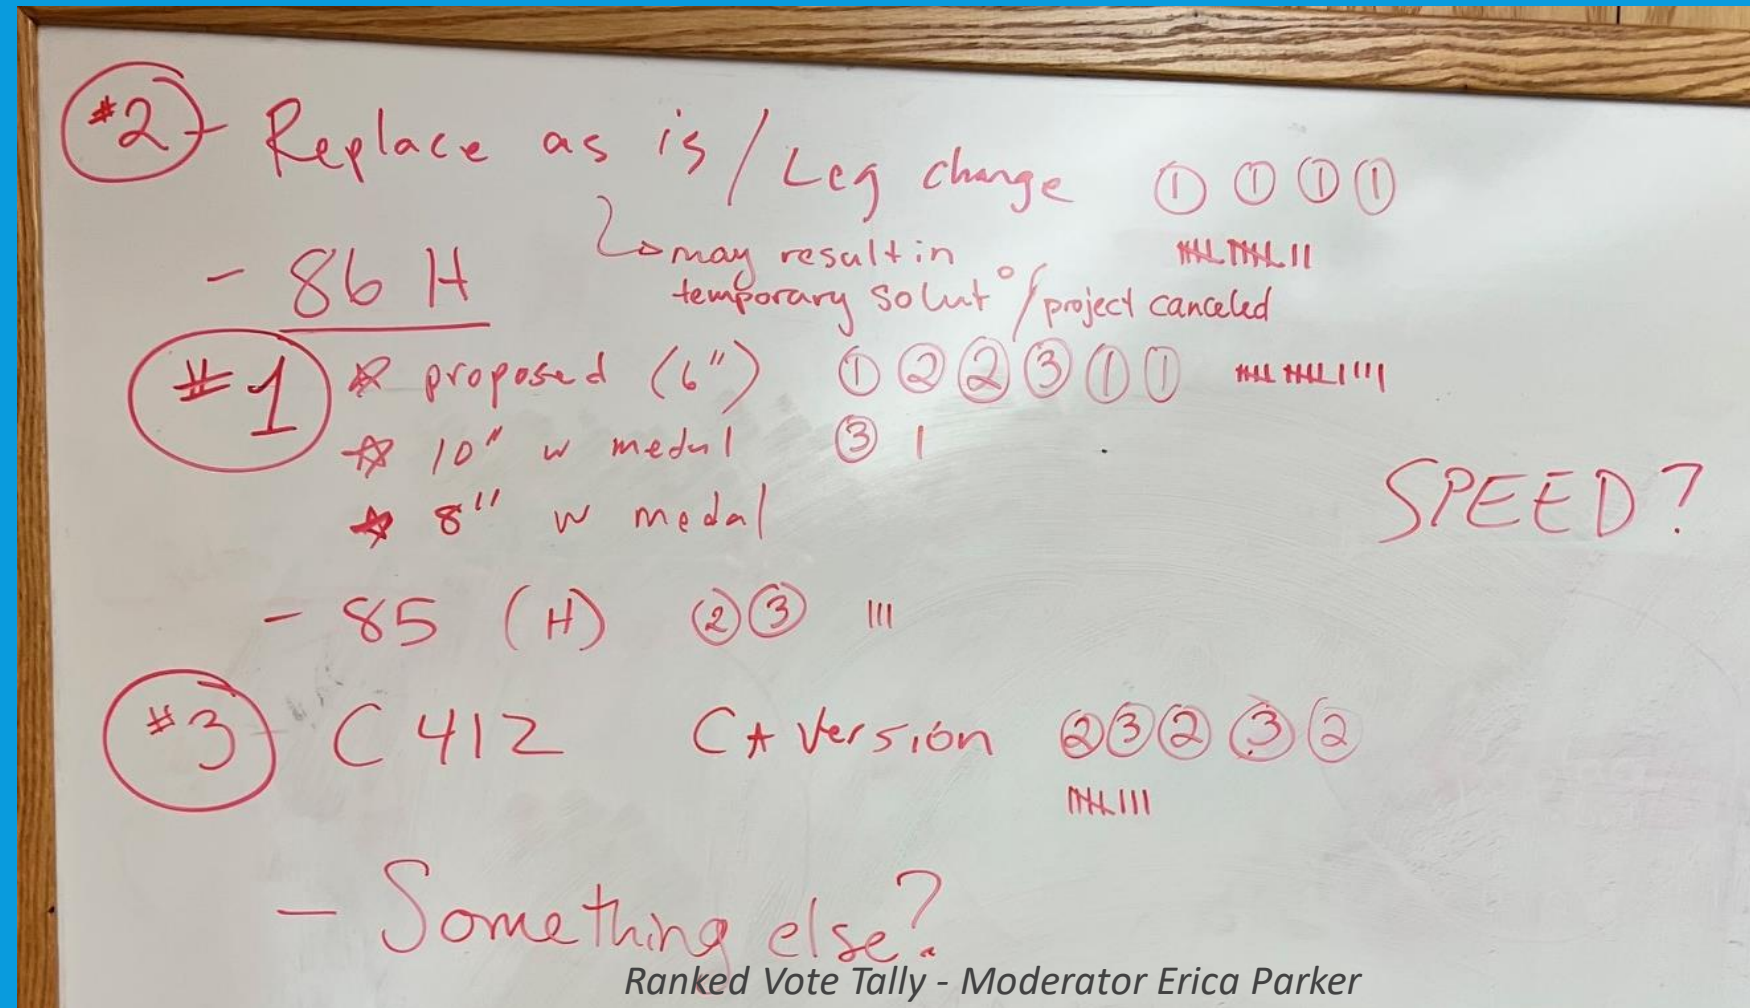 #2 - Replace as is / Leg change ① ① ① ①
may result in
- 86 H temporary solut° / project canceled
#1 ☆ proposed (6") ① ② ② ③ ① ①
☆ 10" w medal ③ |
☆ 8" w medal
SPEED?
- 85 (H) ② ③ |||
#3 - C 412 CA version ② ③ ② ③ ②
- Something else?
Ranked Vote Tally - Moderator Erica Parker